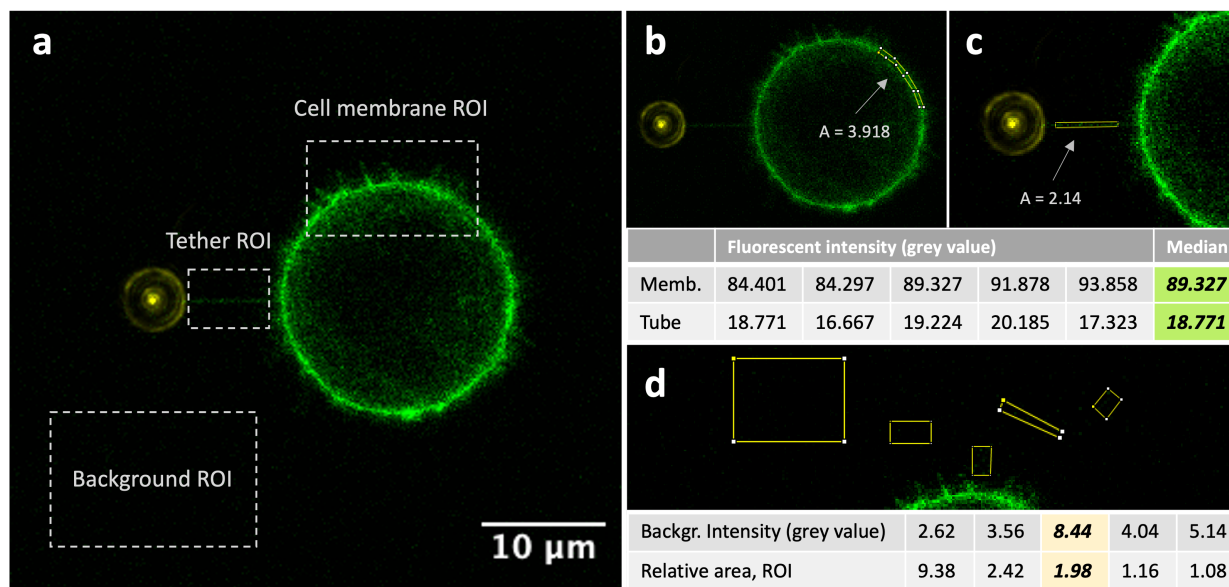 a
Cell membrane ROI
Tether ROI
Background ROI
10 µm
b
A = 3.918
c
A = 2.14
Fluorescent intensity (grey value) Median
Memb. 84.401 84.297 89.327 91.878 93.858 89.327
Tube 18.771 16.667 19.224 20.185 17.323 18.771
d
Backgr. Intensity (grey value) 2.62 3.56 8.44 4.04 5.14
Relative area, ROI 9.38 2.42 1.98 1.16 1.08